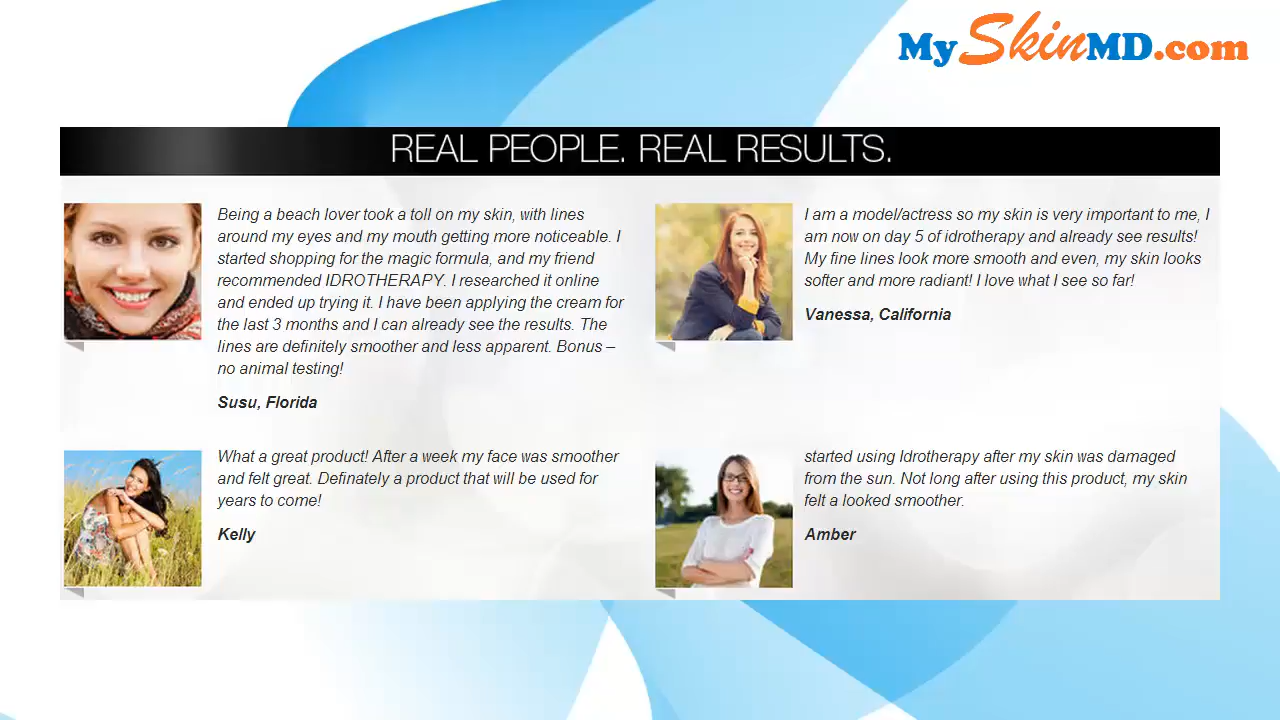 My SkinMD.com
REAL PEOPLE. REAL RESULTS.
Being a beach lover took a toll on my skin, with lines
around my eyes and my mouth getting more noticeable. I
started shopping for the magic formula, and my friend
recommended IDROTHERAPY. I researched it online
and ended up trying it. I have been applying the cream for
the last 3 months and I can already see the results. The
lines are definitely smoother and less apparent. Bonus –
no animal testing!
Susu, Florida
I am a model/actress so my skin is very important to me, I
am now on day 5 of idrotherapy and already see results!
My fine lines look more smooth and even, my skin looks
softer and more radiant! I love what I see so far!
Vanessa, California
What a great product! After a week my face was smoother
and felt great. Definately a product that will be used for
years to come!
Kelly
started using Idrotherapy after my skin was damaged
from the sun. Not long after using this product, my skin
felt a looked smoother.
Amber